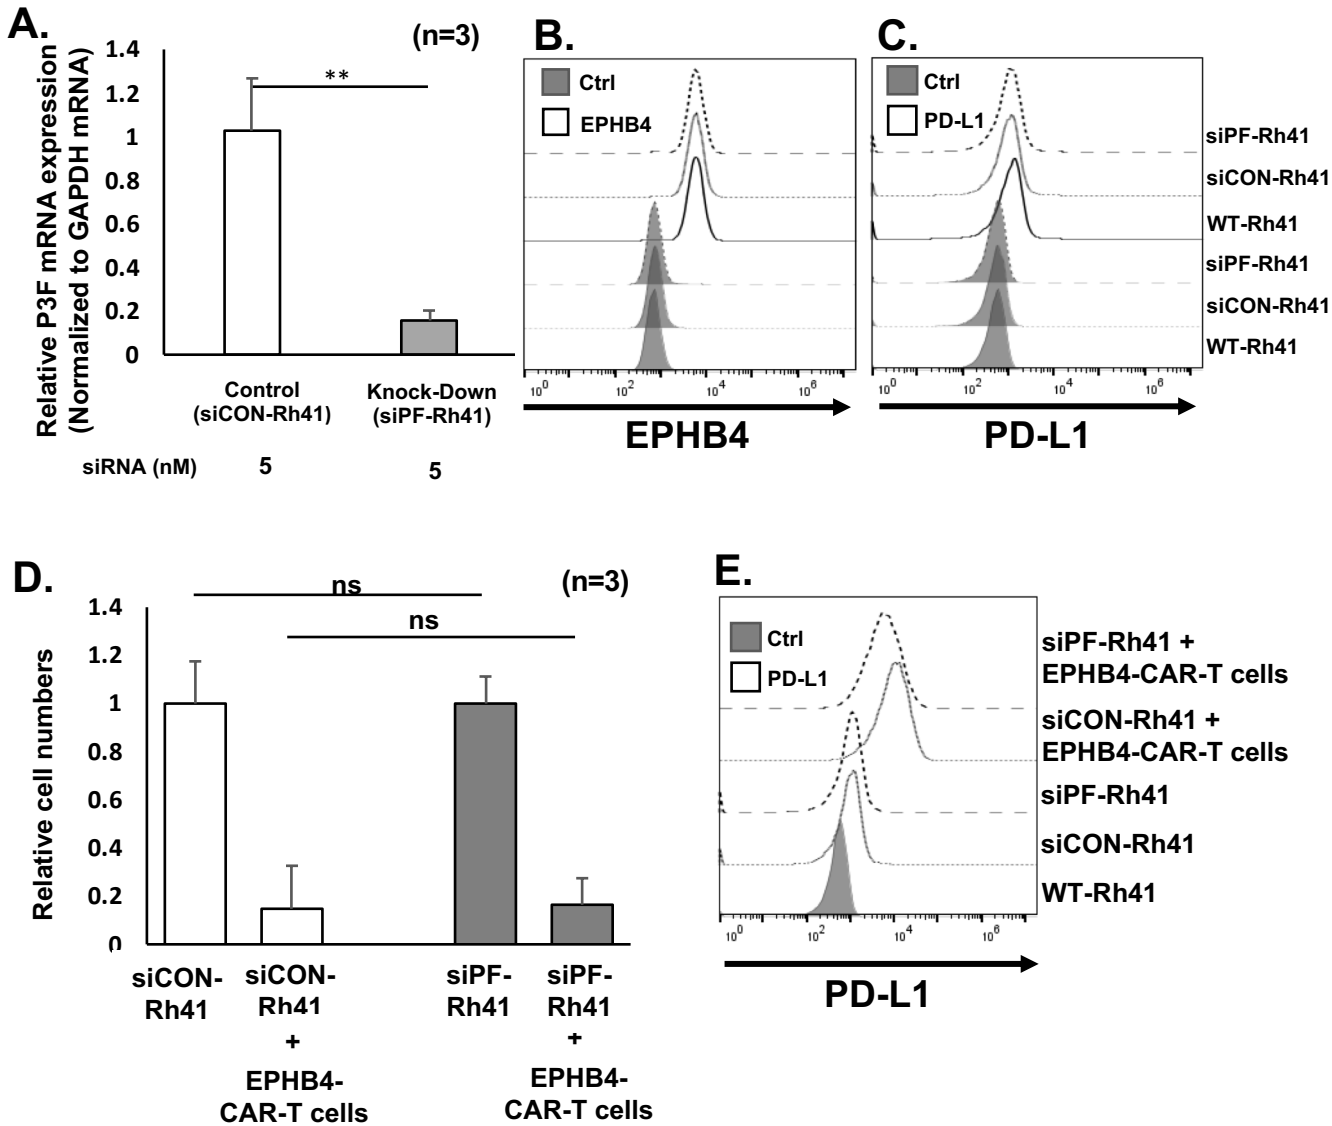 A.
(n=3)
Relative P3F mRNA expression
(Normalized to GAPDH mRNA)
1.4
1.2
1
0.8
0.6
0.4
0.2
0
**
Control
(siCON-Rh41)
Knock-Down
(siPF-Rh41)
siRNA (nM)
5
5
B.
Ctrl
EPHB4
10^0
10^2
10^4
10^6
EPHB4
C.
Ctrl
PD-L1
siPF-Rh41
siCON-Rh41
WT-Rh41
siPF-Rh41
siCON-Rh41
WT-Rh41
10^0
10^2
10^4
10^6
PD-L1
D.
(n=3)
ns
ns
Relative cell numbers
1.4
1.2
1
0.8
0.6
0.4
0.2
0
siCON-
Rh41
siCON-
Rh41
+
EPHB4-
CAR-T cells
siPF-
Rh41
siPF-
Rh41
+
EPHB4-
CAR-T cells
E.
Ctrl
PD-L1
siPF-Rh41 +
EPHB4-CAR-T cells
siCON-Rh41 +
EPHB4-CAR-T cells
siPF-Rh41
siCON-Rh41
WT-Rh41
10^0
10^2
10^4
10^6
PD-L1